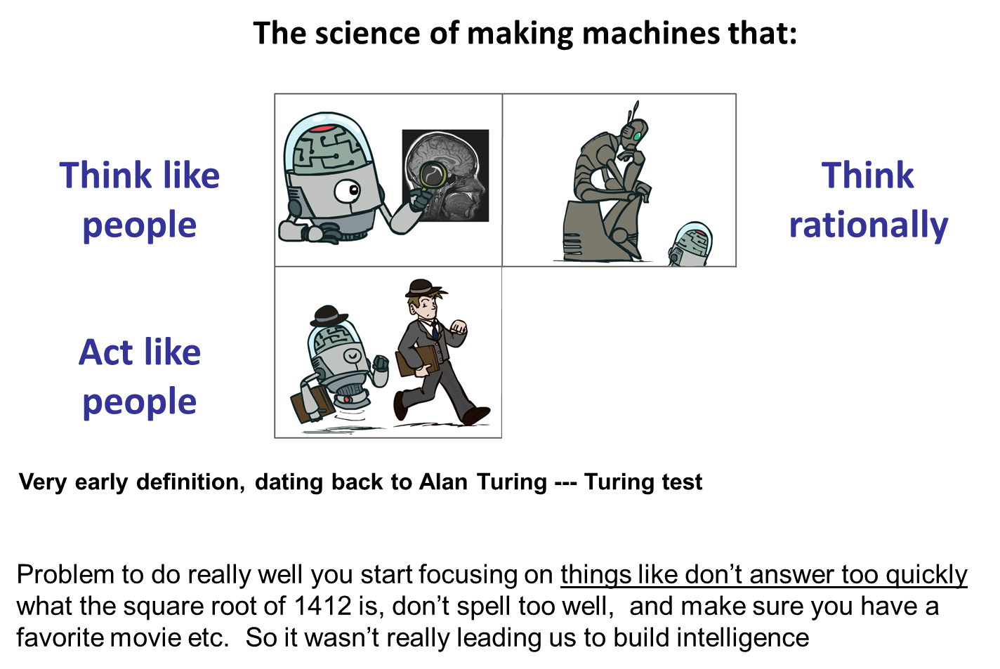 The science of making machines that:
Think like
people
Think
rationally
Act like
people
Very early definition, dating back to Alan Turing --- Turing test
Problem to do really well you start focusing on things like don’t answer too quickly
what the square root of 1412 is, don’t spell too well,  and make sure you have a
favorite movie etc.  So it wasn’t really leading us to build intelligence